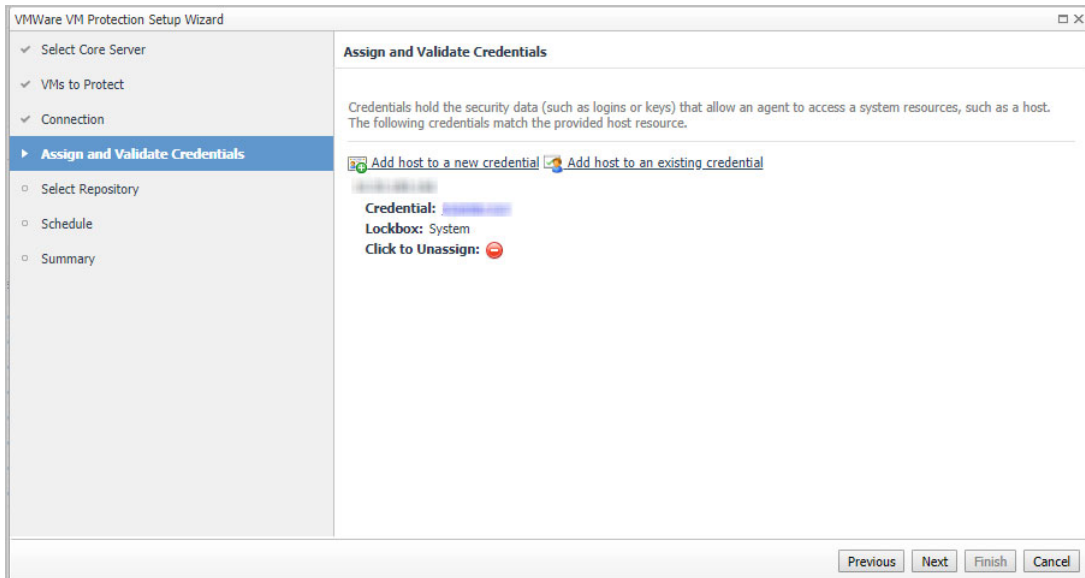 VMWare VM Protection Setup Wizard
Select Core Server
VMs to Protect
Connection
Assign and Validate Credentials
Select Repository
Schedule
Summary
Assign and Validate Credentials
Credentials hold the security data (such as logins or keys) that allow an agent to access a system resources, such as a host.
The following credentials match the provided host resource.
Add host to a new credential Add host to an existing credential
Credential:
Lockbox: System
Click to Unassign:
Previous Next Finish Cancel